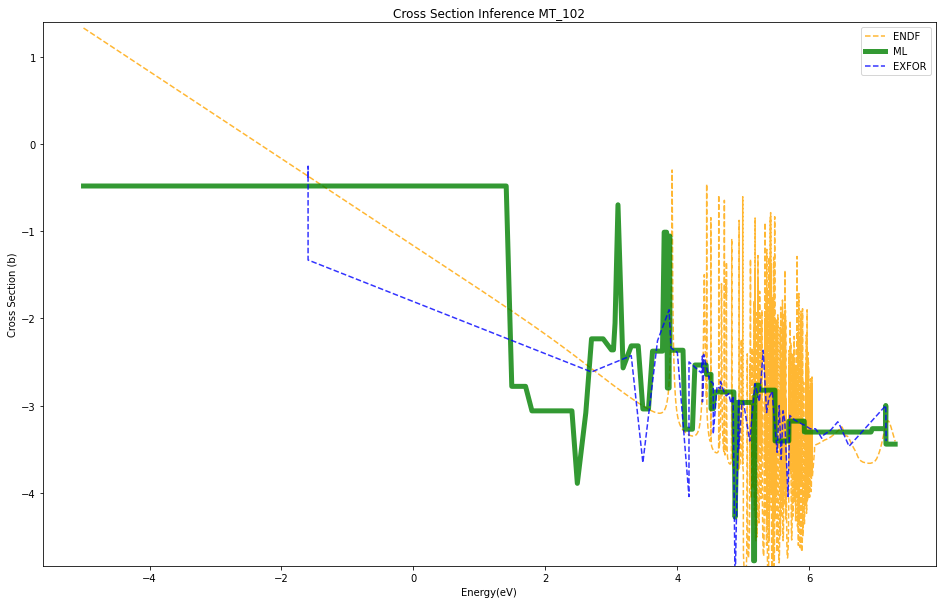 Cross Section Inference MT_102
ENDF
ML
EXFOR
Cross Section (b)
1
0
−1
−2
−3
−4
−4
−2
0
2
4
6
Energy(eV)